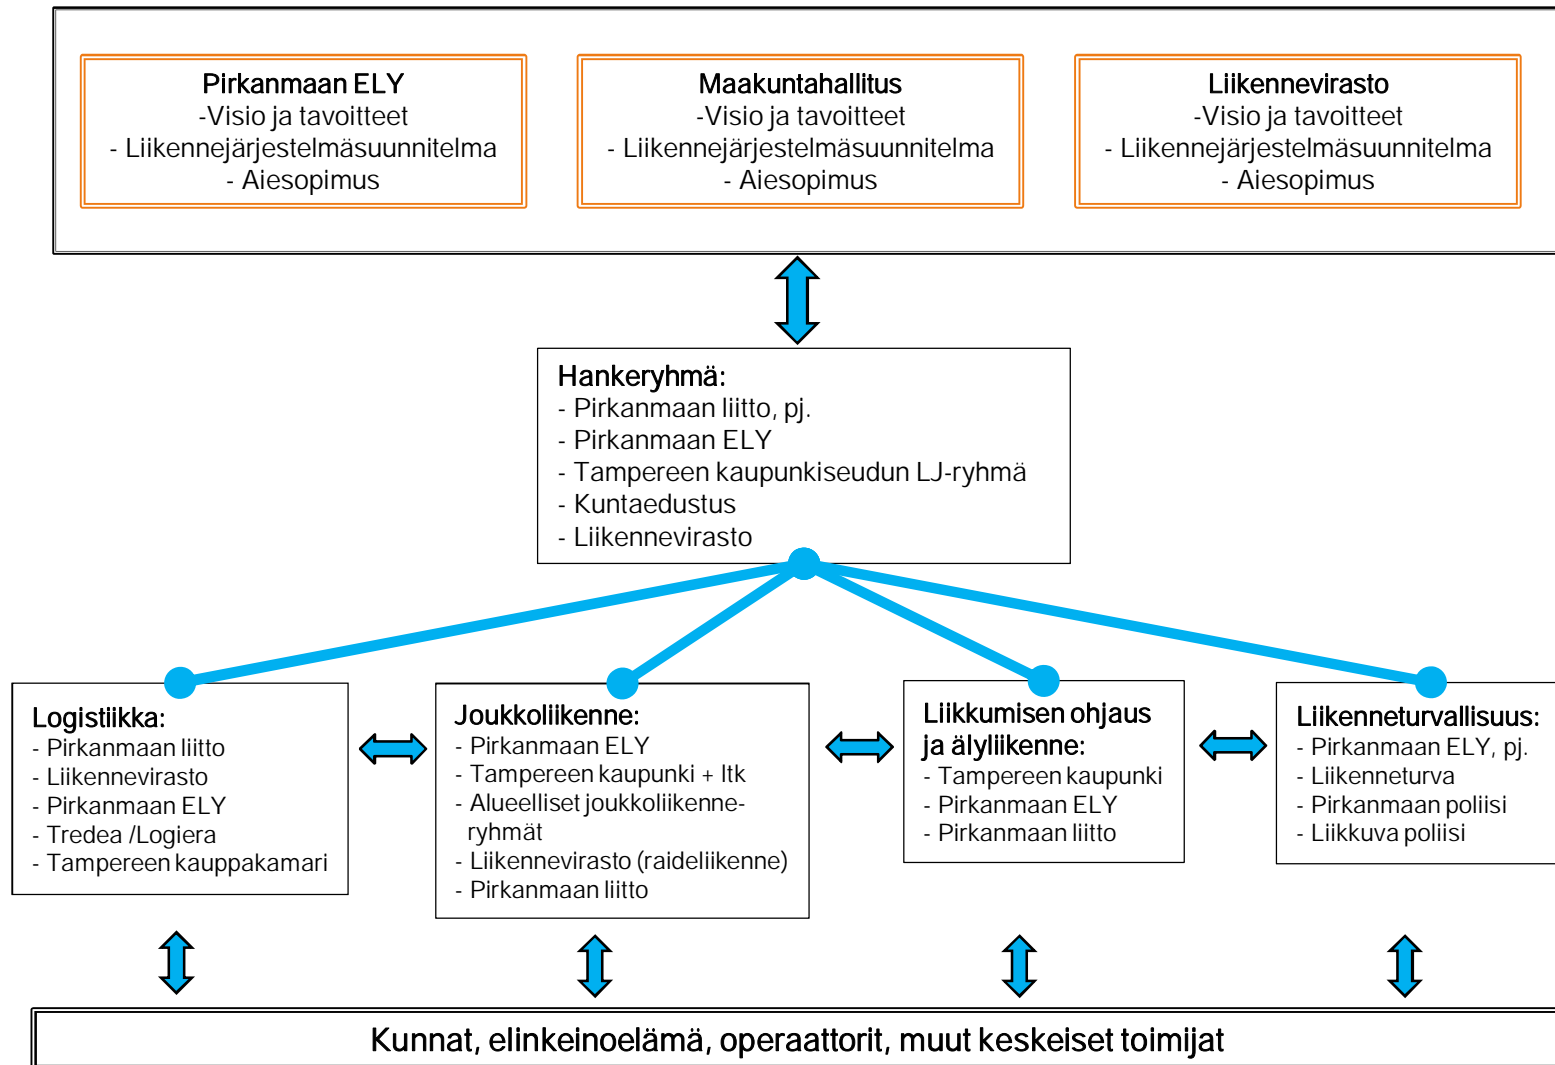 Pirkanmaan ELY
-Visio ja tavoitteet
- Liikennejärjestelmäsuunnitelma
- Aiesopimus
Maakuntahallitus
-Visio ja tavoitteet
- Liikennejärjestelmäsuunnitelma
- Aiesopimus
Liikennevirasto
-Visio ja tavoitteet
- Liikennejärjestelmäsuunnitelma
- Aiesopimus
Hankeryhmä:
- Pirkanmaan liitto, pj.
- Pirkanmaan ELY
- Tampereen kaupunkiseudun LJ-ryhmä
- Kuntaedustus
- Liikennevirasto
Logistiikka:
- Pirkanmaan liitto
- Liikennevirasto
- Pirkanmaan ELY
- Tredea /Logiera
- Tampereen kauppakamari
Joukkoliikenne:
- Pirkanmaan ELY
- Tampereen kaupunki + ltk
- Alueelliset joukkoliikenne-
ryhmät
- Liikennevirasto (raideliikenne)
- Pirkanmaan liitto
Liikkumisen ohjaus
ja älyliikenne:
- Tampereen kaupunki
- Pirkanmaan ELY
- Pirkanmaan liitto
Liikenneturvallisuus:
- Pirkanmaan ELY, pj.
- Liikenneturva
- Pirkanmaan poliisi
- Liikkuva poliisi
Kunnat, elinkeinoelämä, operaattorit, muut keskeiset toimijat